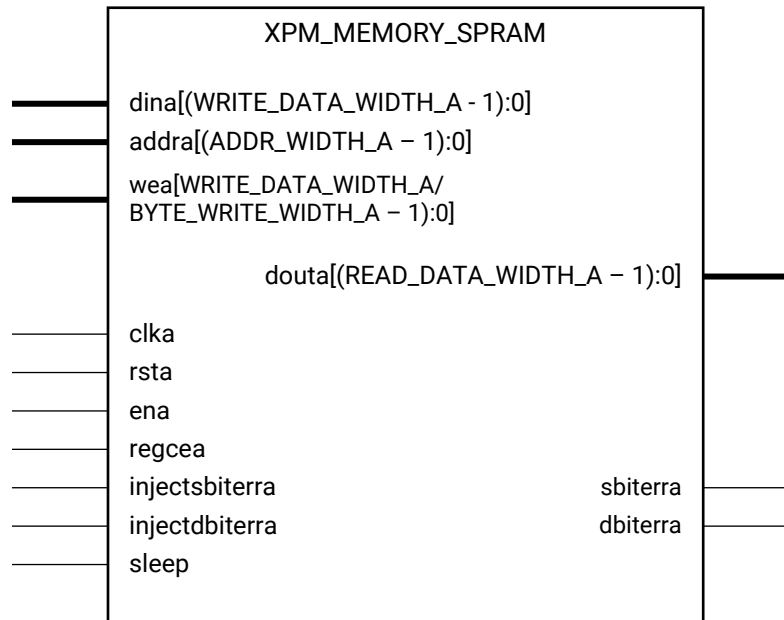 XPM_MEMORY_SPRAM
dina[(WRITE_DATA_WIDTH_A - 1):0]
addra[(ADDR_WIDTH_A – 1):0]
wea[WRITE_DATA_WIDTH_A/
BYTE_WRITE_WIDTH_A – 1):0]
douta[(READ_DATA_WIDTH_A – 1):0]
clka
rsta
ena
regcea
injectsbiterra
sbiterra
injectdbiterra
dbiterra
sleep